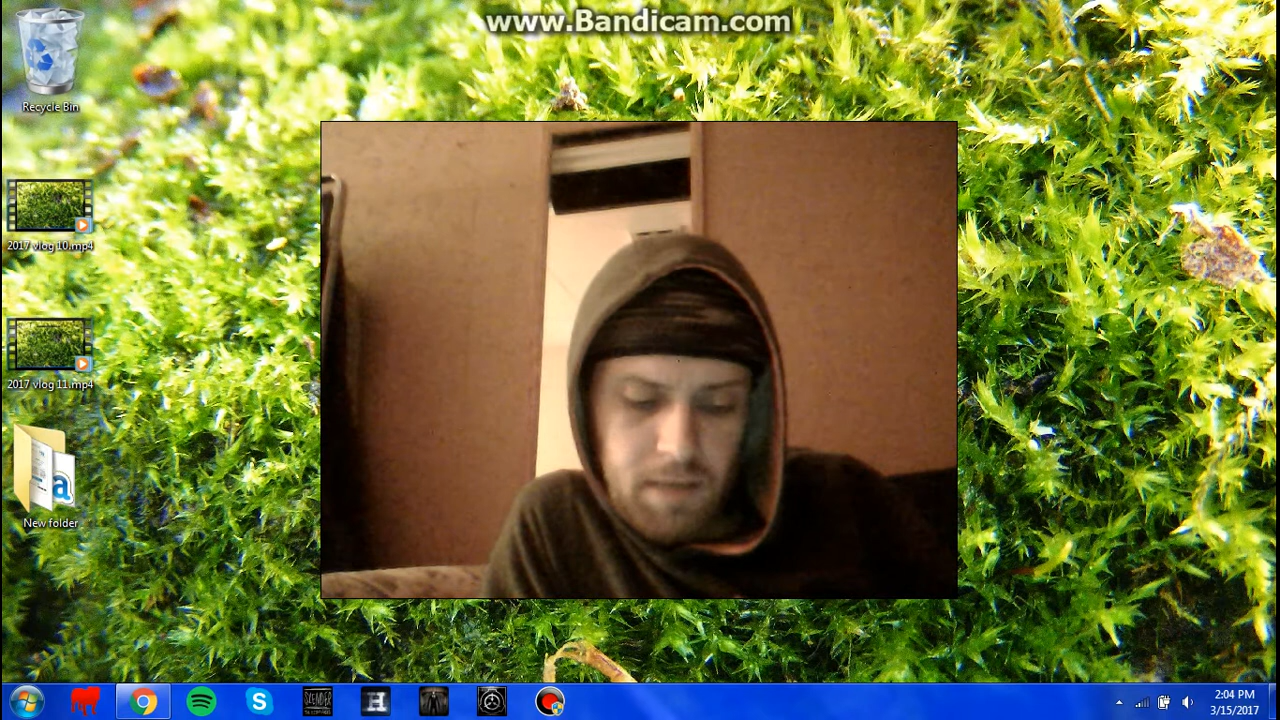 www.Bandicam.com
Recycle Bin
2017 vlog 10.mp4
2017 vlog 11.mp4
New folder
S
SLENDER
H
2:04 PM
3/15/2017